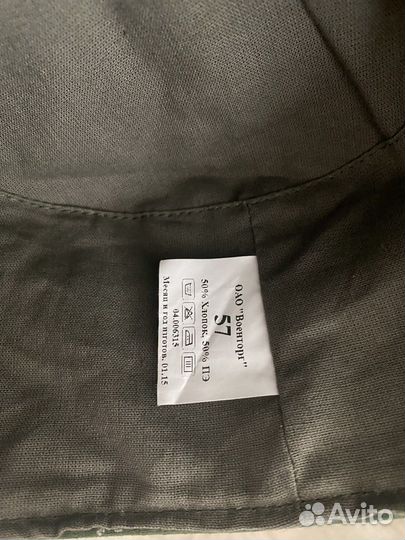 ОАО "Военторг"
57
50% Хлопок, 50% ПЭ
04.006315
Месяц и год изготов. 01.15
Avito